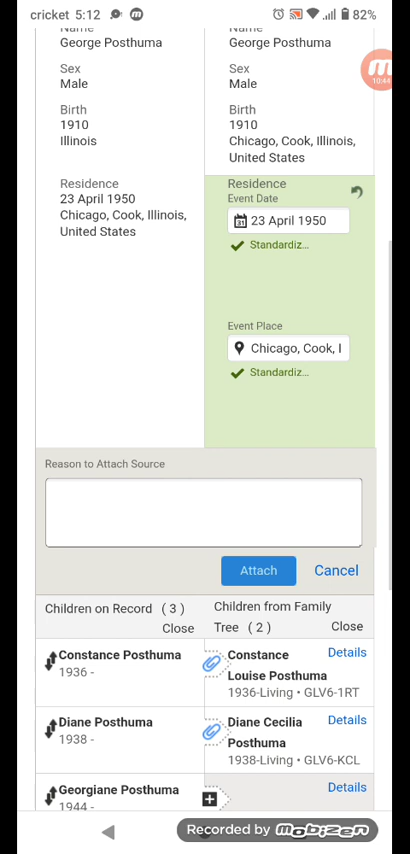 cricket 5:12
82%
Name
George Posthuma
Sex
Male
Birth
1910
Illinois
Residence
23 April 1950
Chicago, Cook, Illinois,
United States
Name
George Posthuma
Sex
Male
Birth
1910
Chicago, Cook, Illinois,
United States
10:44
Residence
Event Date
31
23 April 1950
Standardiz...
Event Place
Chicago, Cook, I
Standardiz...
Reason to Attach Source
Attach
Cancel
Children on Record ( 3 )
Close
Children from Family
Tree ( 2 )
Close
Constance Posthuma
1936 -
Constance
Louise Posthuma
1936-Living • GLV6-1RT
Details
Diane Posthuma
1938 -
Diane Cecilia
Posthuma
1938-Living • GLV6-KCL
Details
Georgiane Posthuma
1944 -
Details
Recorded by mobizen